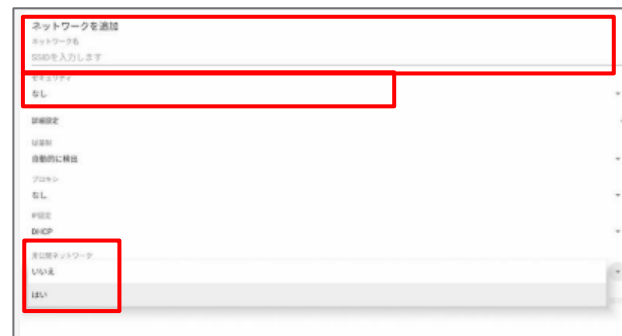 ネットワークを追加
ネットワーク名
SSIDを入力します
セキュリティ
なし
詳細設定
従量制
自動的に検出
プロキシ
なし
IP設定
DHCP
非公開ネットワーク
いいえ
はい